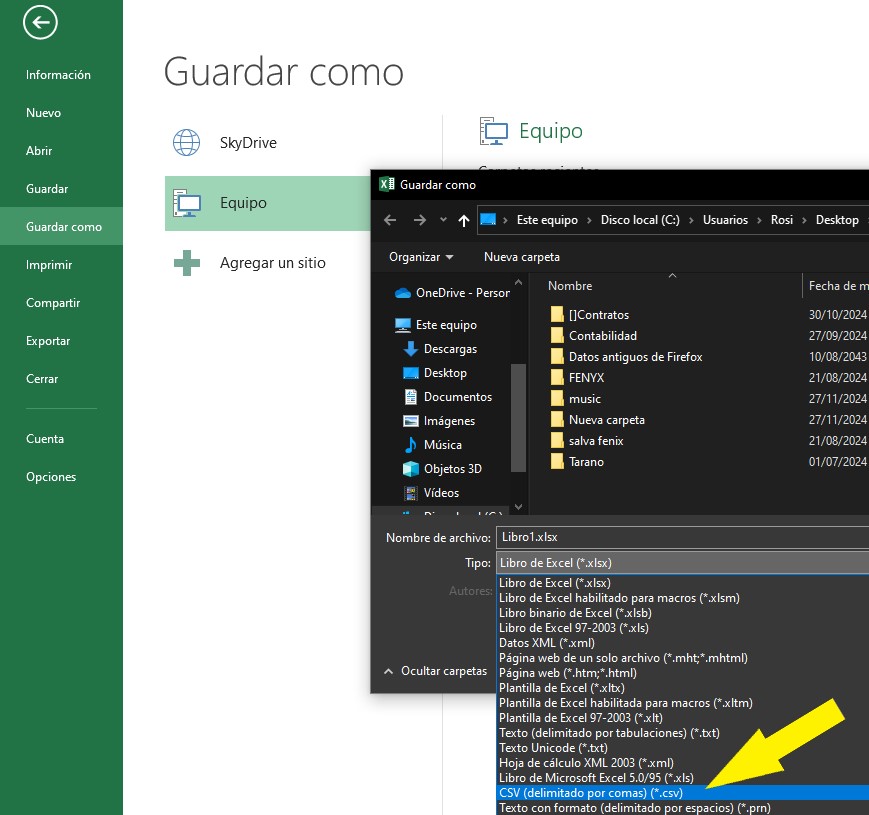 Información
Nuevo
Abrir
Guardar
Guardar como
Imprimir
Compartir
Exportar
Cerrar
Cuenta
Opciones
Guardar como
SkyDrive
Equipo
Agregar un sitio
Equipo
Guardar como
Este equipo > Disco local (C:) > Usuarios > Rosi > Desktop
Organizar Nueva carpeta
OneDrive - Person
Este equipo
Descargas
Desktop
Documentos
Imágenes
Música
Objetos 3D
Vídeos
Nombre Fecha de m
[]Contratos 30/10/2024
Contabilidad 27/09/2024
Datos antiguos de Firefox 10/08/2043
FENYX 21/08/2024
music 27/11/2024
Nueva carpeta 27/11/2024
salva fenix 21/08/2024
Tarano 01/07/2024
Nombre de archivo: Libro1.xlsx
Tipo: Libro de Excel (*.xlsx)
Autores:
Ocultar carpetas
Libro de Excel (*.xlsx)
Libro de Excel habilitado para macros (*.xlsm)
Libro binario de Excel (*.xlsb)
Libro de Excel 97-2003 (*.xls)
Datos XML (*.xml)
Página web de un solo archivo (*.mht;*.mhtml)
Página web (*.htm;*.html)
Plantilla de Excel (*.xltx)
Plantilla de Excel habilitada para macros (*.xltm)
Plantilla de Excel 97-2003 (*.xlt)
Texto (delimitado por tabulaciones) (*.txt)
Texto Unicode (*.txt)
Hoja de cálculo XML 2003 (*.xml)
Libro de Microsoft Excel 5.0/95 (*.xls)
CSV (delimitado por comas) (*.csv)
Texto con formato (delimitado por espacios) (*.prn)